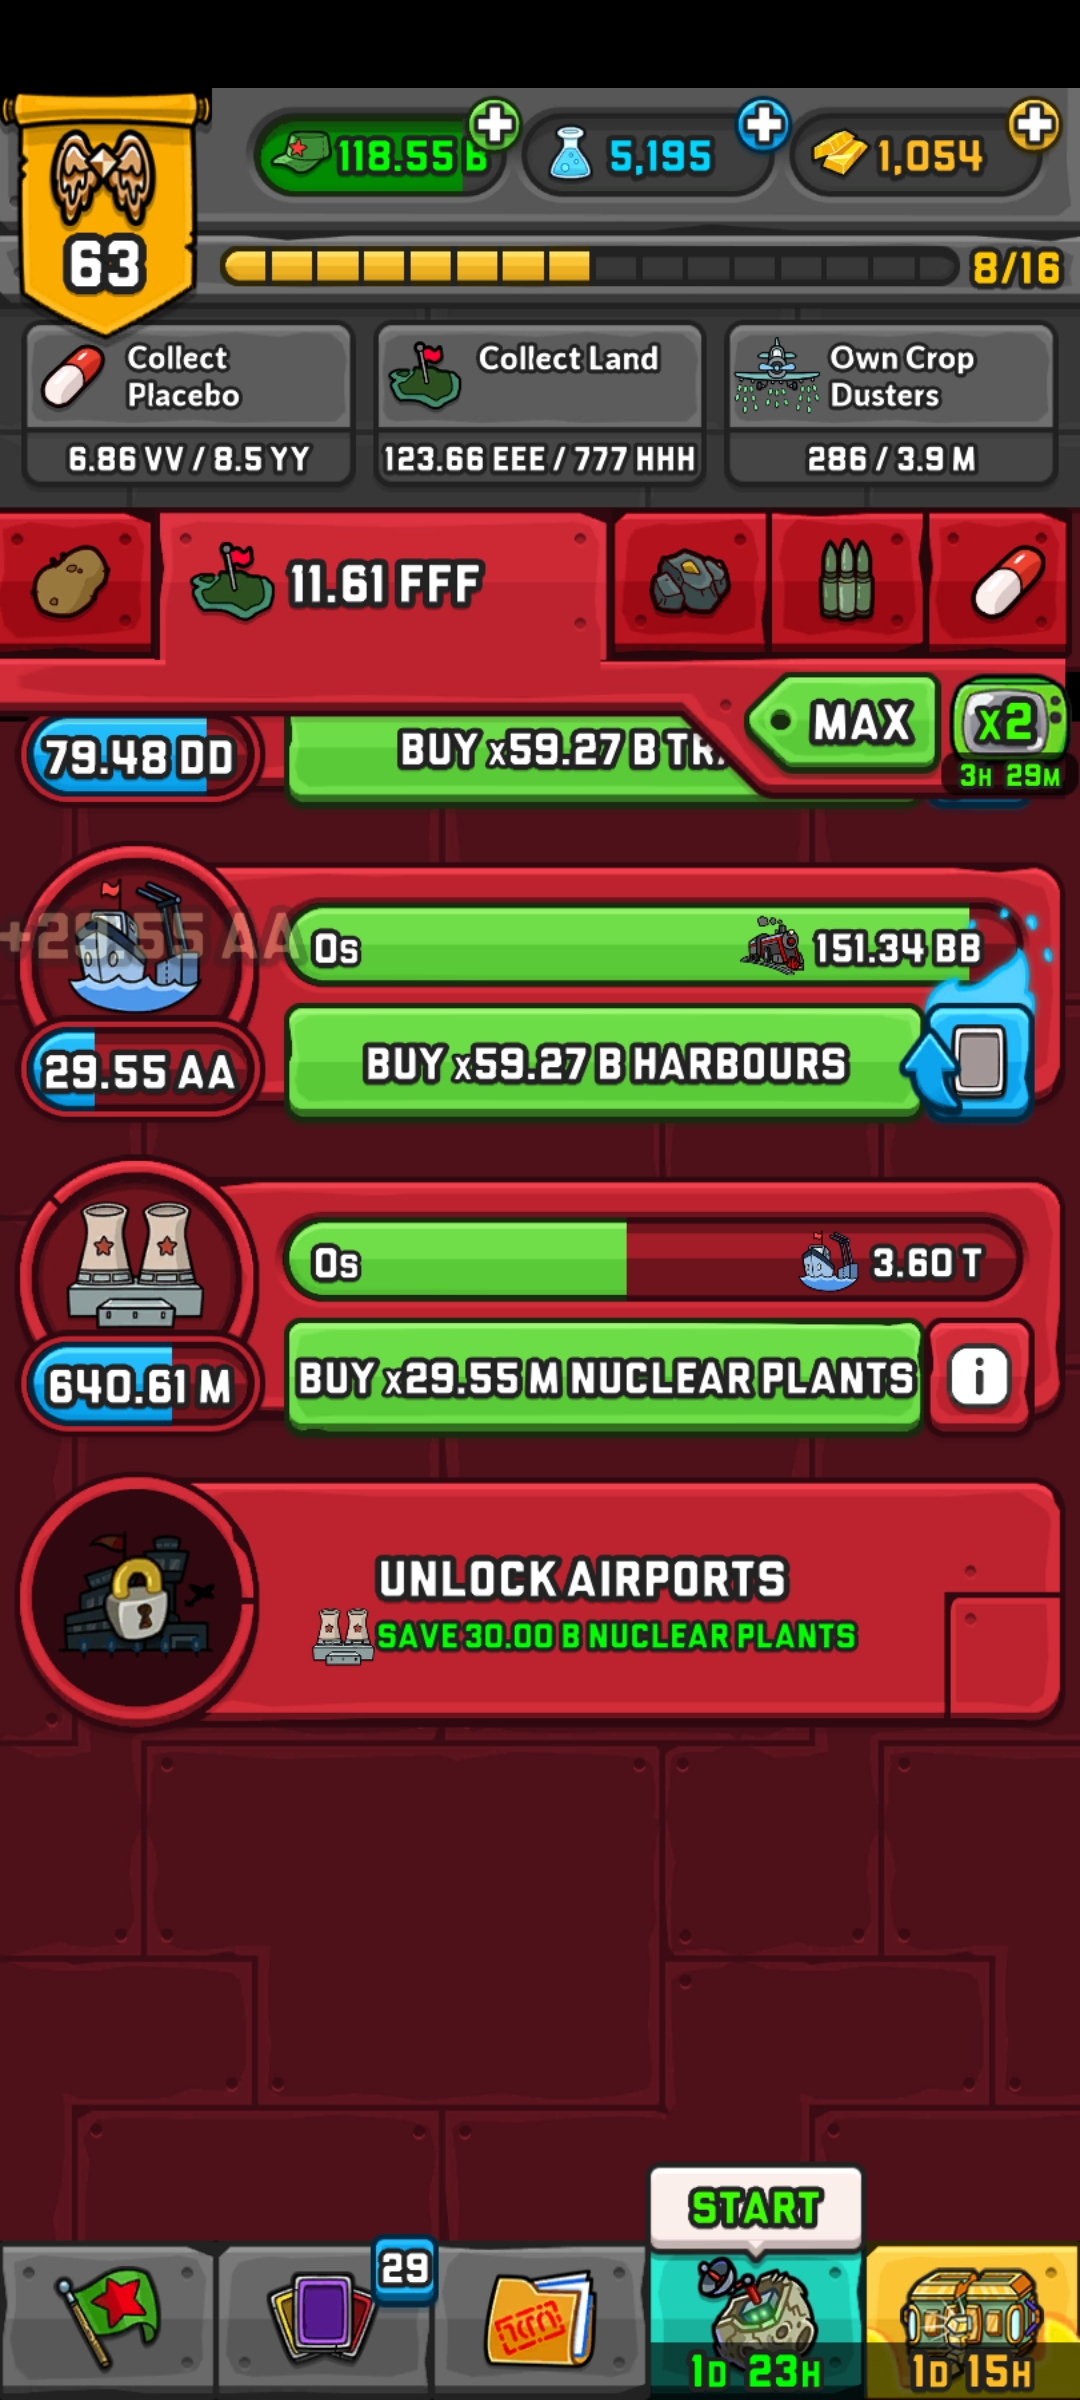 118.55 B
5,195
1,054
63
8/16
Collect
Placebo
6.86 VV / 8.5 YY
Collect Land
123.66 EEE / 777 HHH
Own Crop
Dusters
286 / 3.9 M
11.61 FFF
MAX
x2
3H 29M
79.48 DD
BUY x59.27 B
+29.55 AA
0s
151.34 BB
29.55 AA
BUY x59.27 B HARBOURS
0s
3.60 T
640.61 M
BUY x29.55 M NUCLEAR PLANTS
i
UNLOCK AIRPORTS
SAVE 30.00 B NUCLEAR PLANTS
START
29
1D 23H
1D 15H